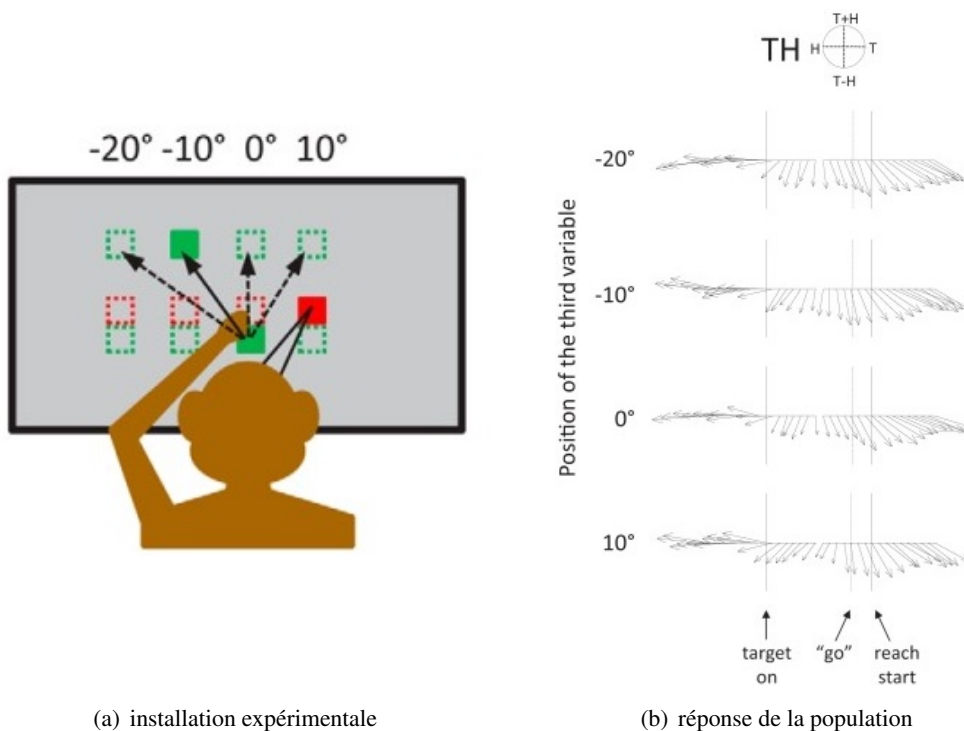 -20° -10° 0° 10°
(a) installation expérimentale
T+H
TH H T
T-H
Position of the third variable
-20°
-10°
0°
10°
target on
"go"
reach start
(b) réponse de la population